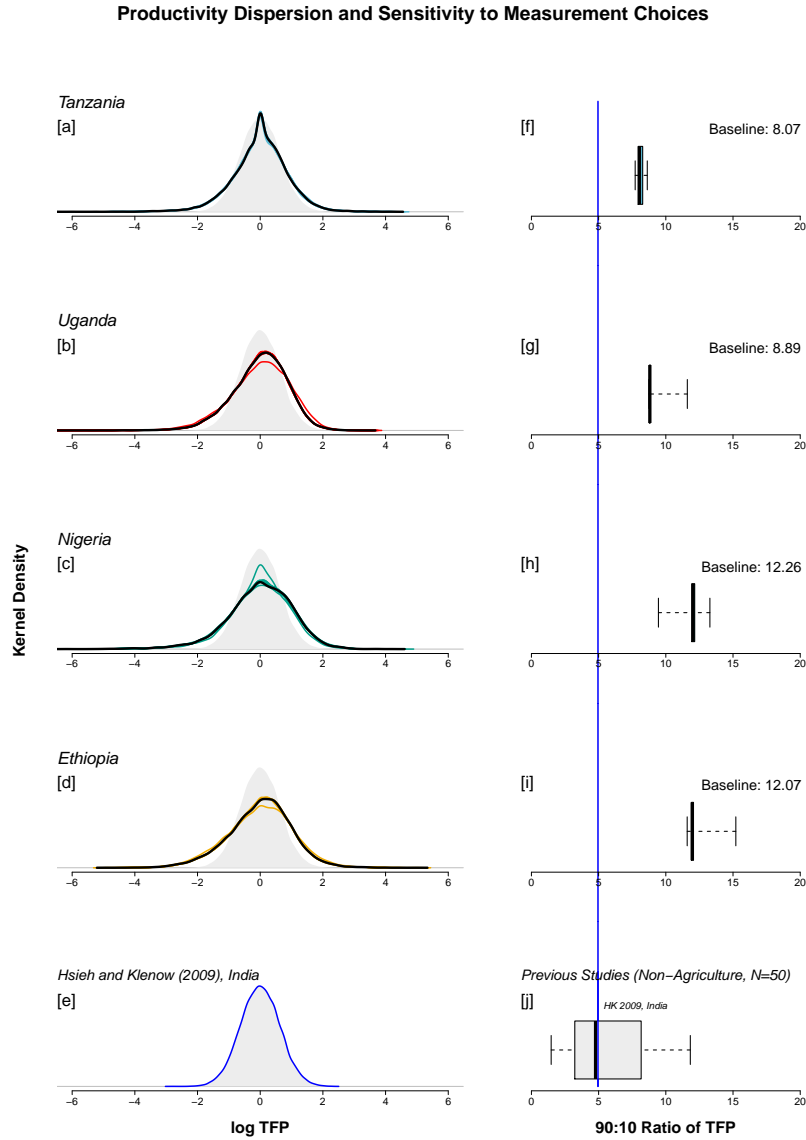 Productivity Dispersion and Sensitivity to Measurement Choices
Tanzania
[a]
−6 −4 −2 0 2 4 6
[f]
Baseline: 8.07
0 5 10 15 20
Uganda
[b]
−6 −4 −2 0 2 4 6
[g]
Baseline: 8.89
0 5 10 15 20
Kernel Density
Nigeria
[c]
−6 −4 −2 0 2 4 6
[h]
Baseline: 12.26
0 5 10 15 20
Ethiopia
[d]
−6 −4 −2 0 2 4 6
[i]
Baseline: 12.07
0 5 10 15 20
Hsieh and Klenow (2009), India
[e]
−6 −4 −2 0 2 4 6
log TFP
Previous Studies (Non−Agriculture, N=50)
[j]
HK 2009, India
0 5 10 15 20
90:10 Ratio of TFP